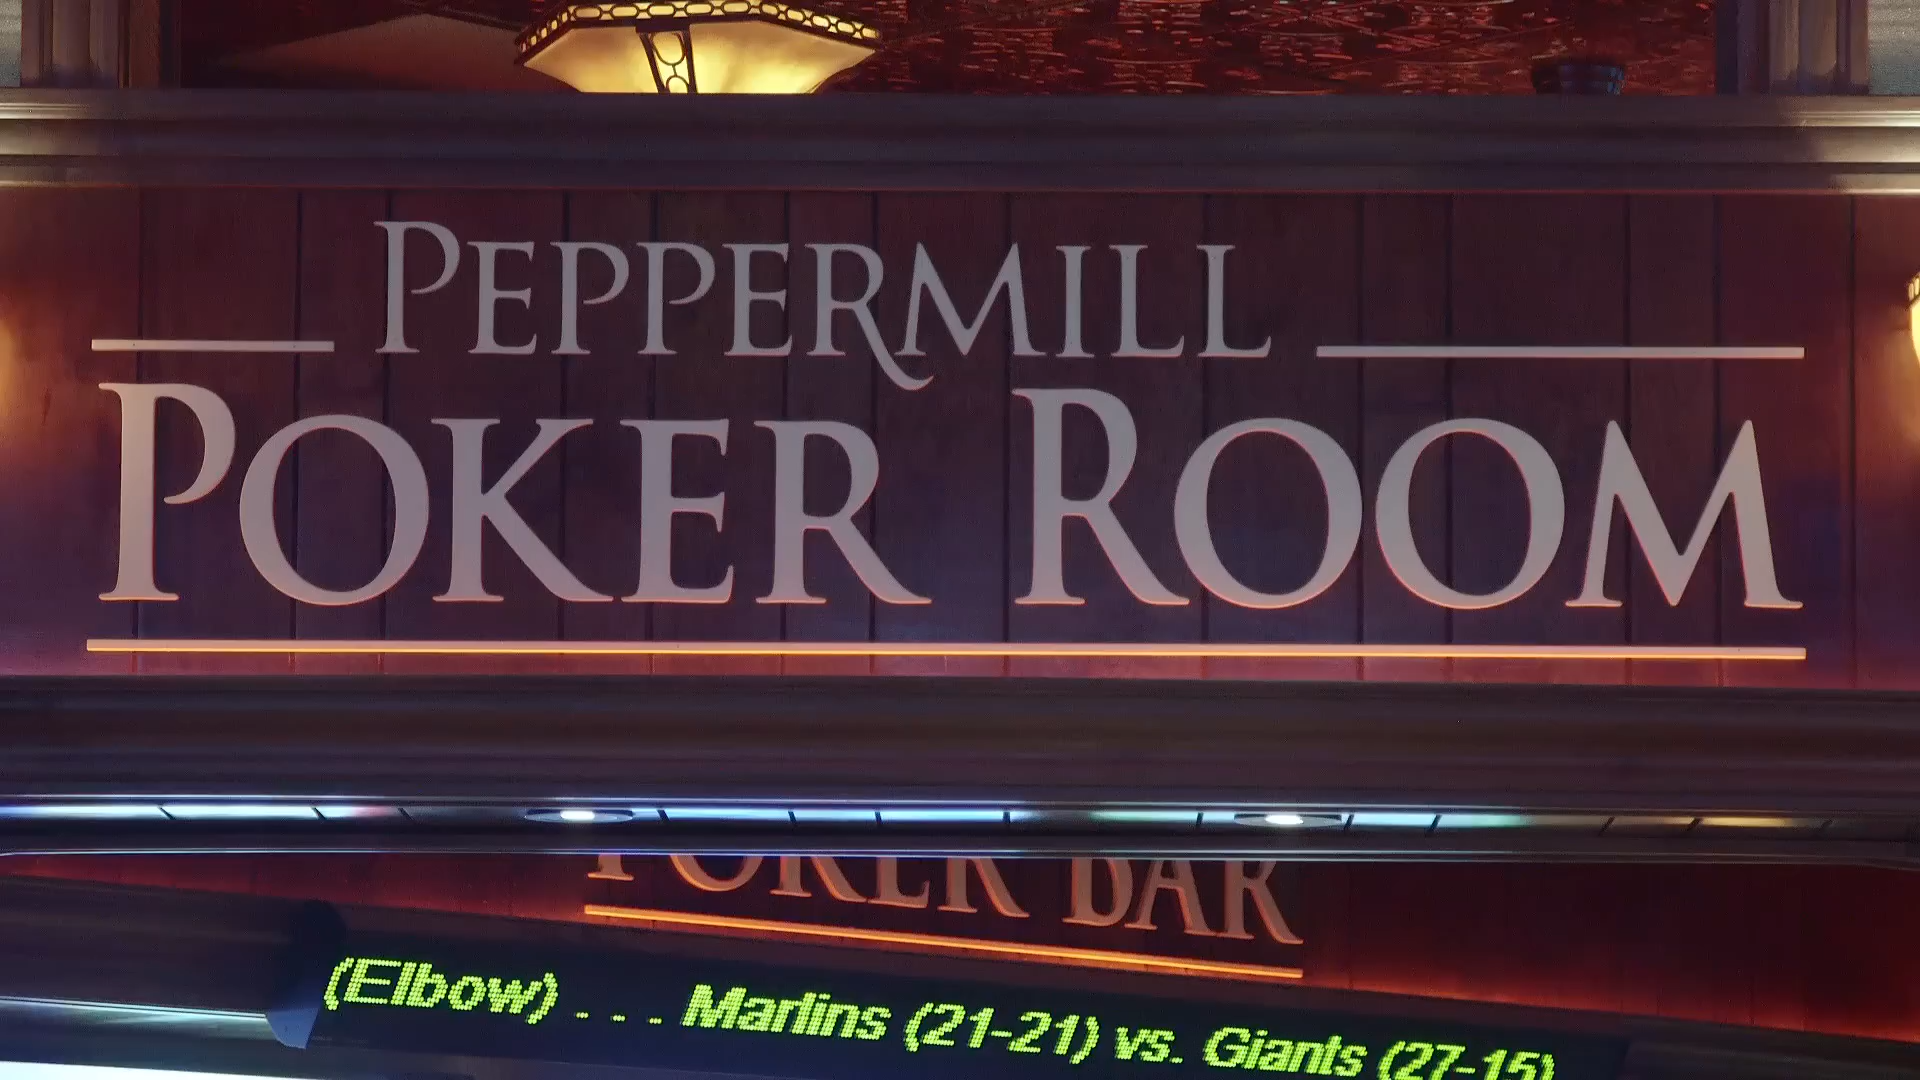 PEPPERMILL
POKER ROOM
POKER BAR
(Elbow) . . . Marlins (21-21) vs. Giants (27-15)